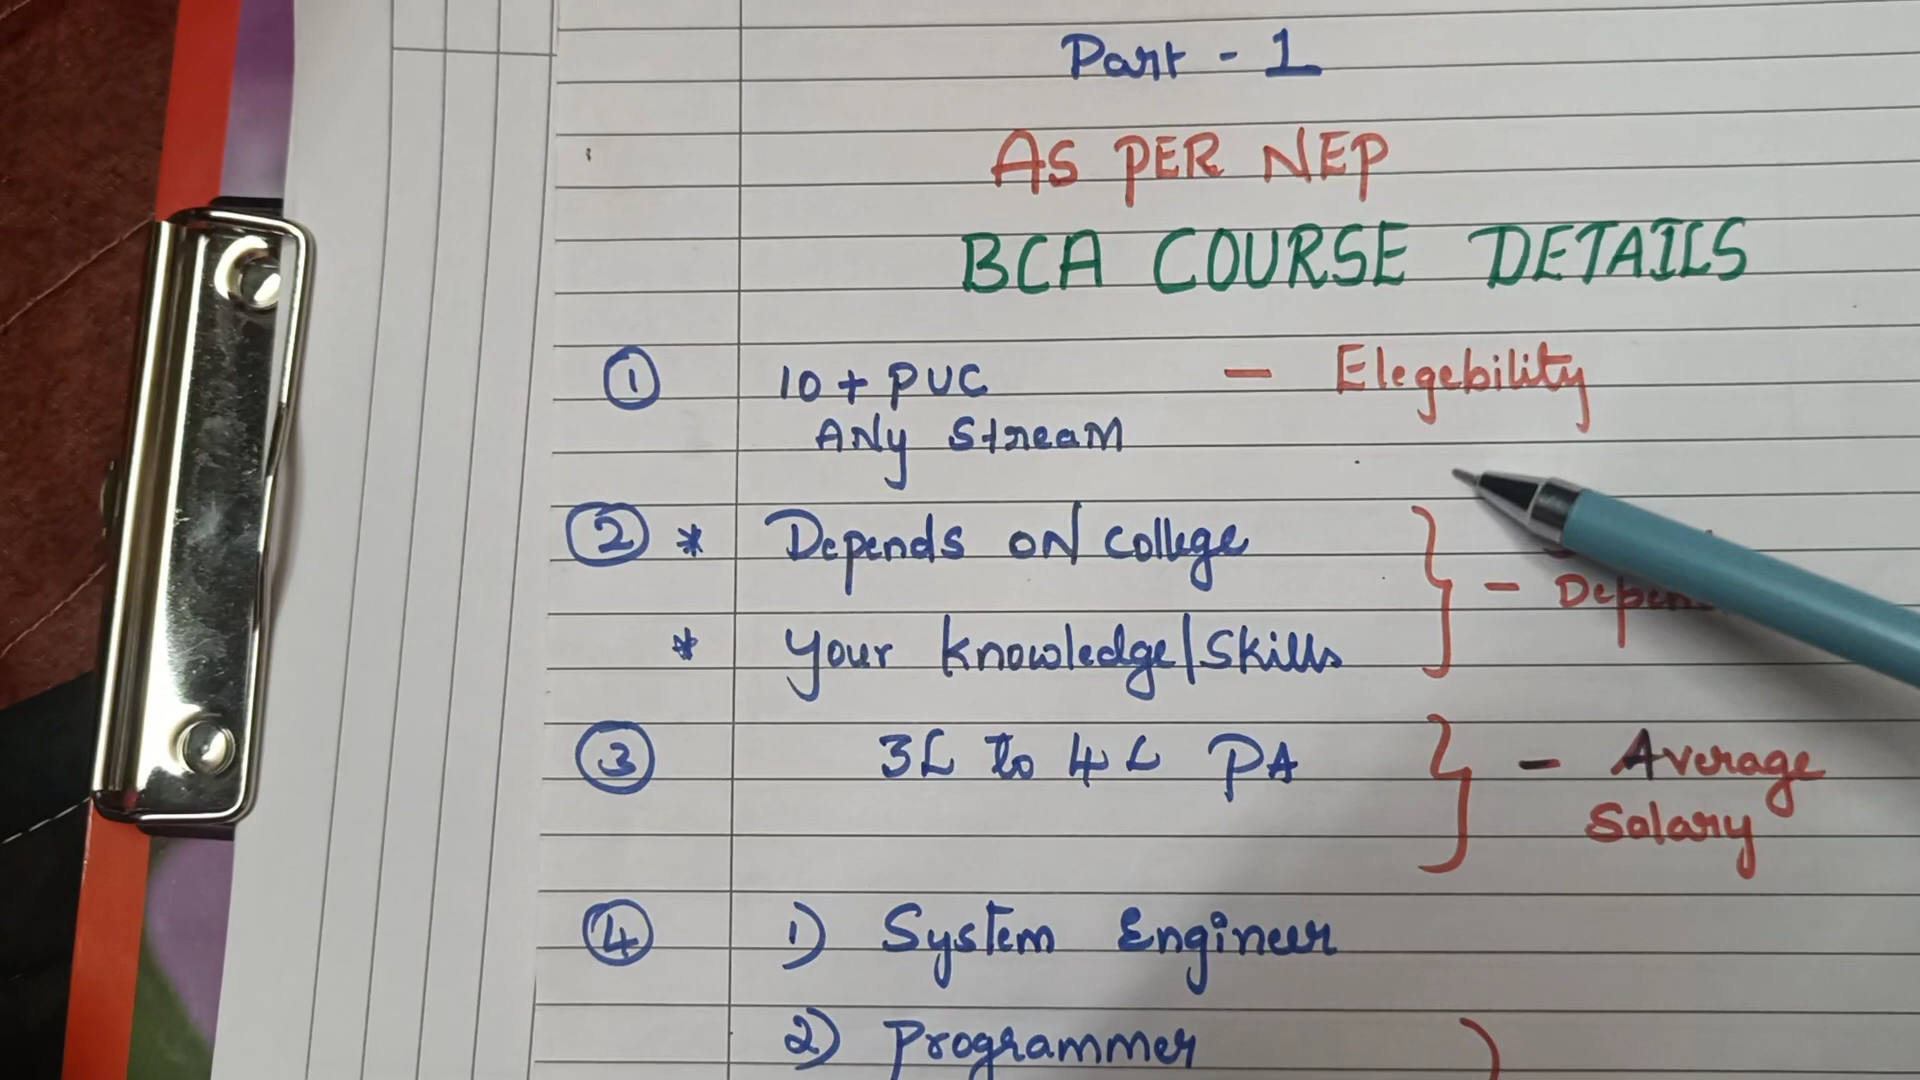 Part - 1
AS PER NEP
BCA COURSE DETAILS
① 10 + PUC - Elegebility
ANy Stream
② * Depends oN college
- Depen
* your knowledge/Skills
③ 3L to 4L PA - Average
Salary
④ 1) System Engineer
2) Programmer